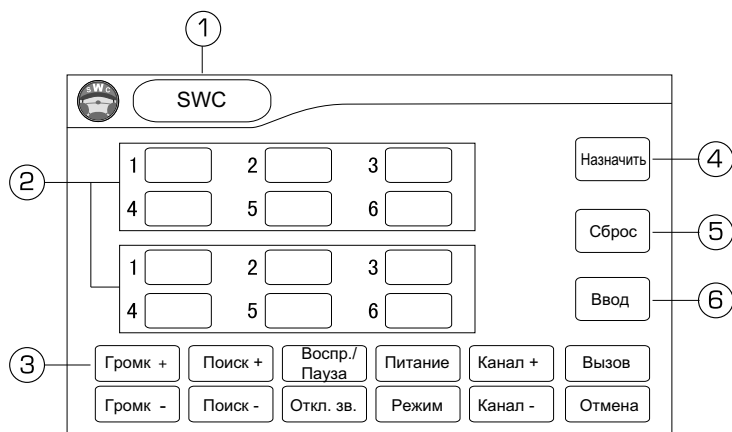 1
SWC
SWC
1 2 3
4 5 6
1 2 3
4 5 6
2
3
Назначить
4
Сброс
5
Ввод
6
Громк + Поиск + Воспр./ Пауза Питание Канал + Вызов
Громк - Поиск - Откл. зв. Режим Канал - Отмена